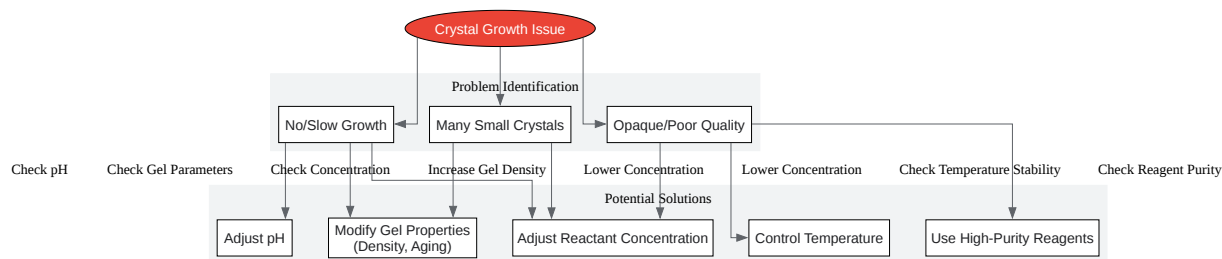 Crystal Growth Issue
Problem Identification
No/Slow Growth
Many Small Crystals
Opaque/Poor Quality
Check pH
Check Gel Parameters
Check Concentration
Increase Gel Density
Lower Concentration
Lower Concentration
Check Temperature Stability
Check Reagent Purity
Potential Solutions
Adjust pH
Modify Gel Properties
(Density, Aging)
Adjust Reactant Concentration
Control Temperature
Use High-Purity Reagents